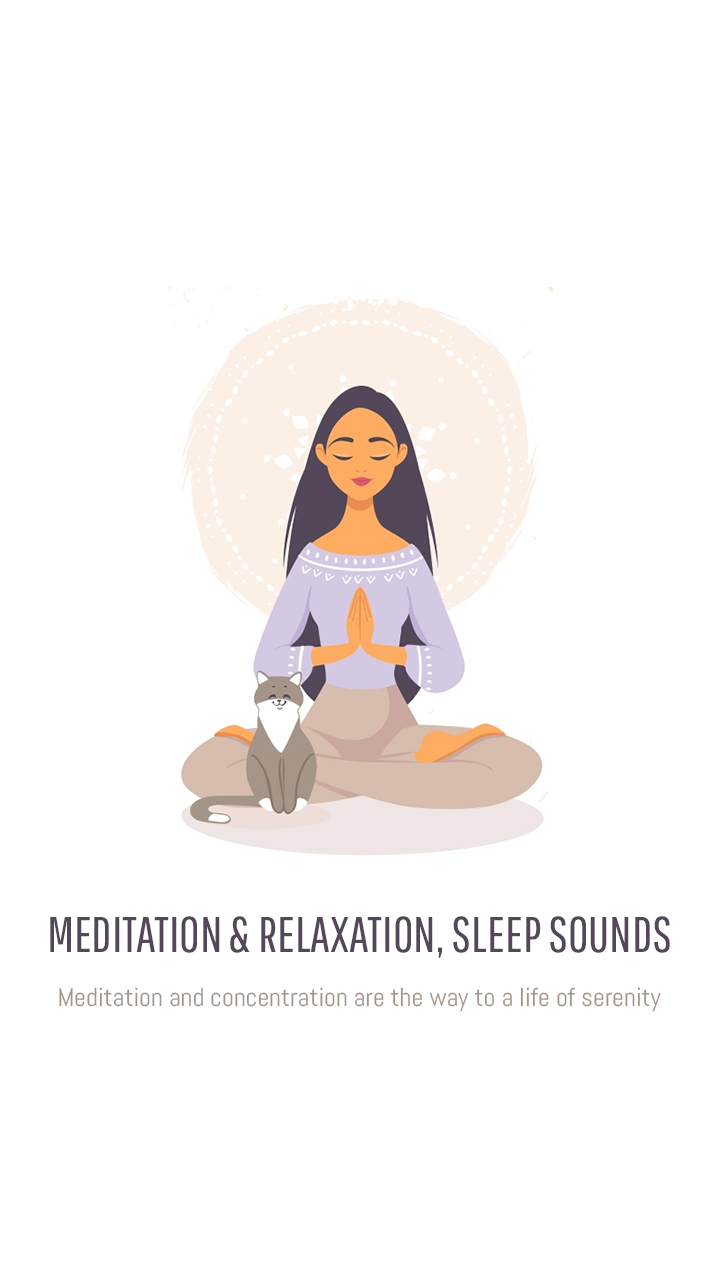 MEDITATION & RELAXATION, SLEEP SOUNDS
Meditation and concentration are the way to a life of serenity